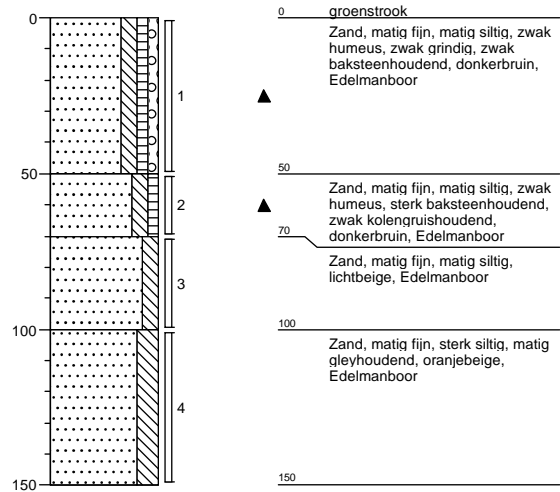 0
50
100
150
1
2
3
4
0
groenstrook
Zand, matig fijn, matig siltig, zwak
humeus, zwak grindig, zwak
baksteenhoudend, donkerbruin,
Edelmanboor
50
Zand, matig fijn, matig siltig, zwak
humeus, sterk baksteenhoudend,
zwak kolengruishoudend,
donkerbruin, Edelmanboor
70
Zand, matig fijn, matig siltig,
lichtbeige, Edelmanboor
100
Zand, matig fijn, sterk siltig, matig
gleyhoudend, oranjebeige,
Edelmanboor
150